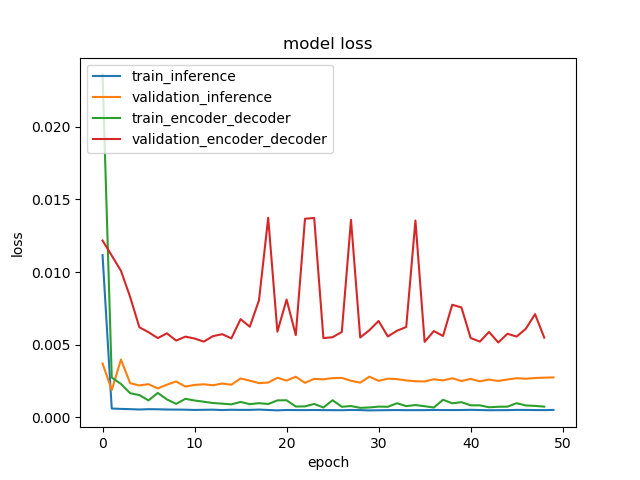 model loss
train_inference
validation_inference
train_encoder_decoder
validation_encoder_decoder
0.020
0.015
0.010
0.005
0.000
loss
0 10 20 30 40 50
epoch